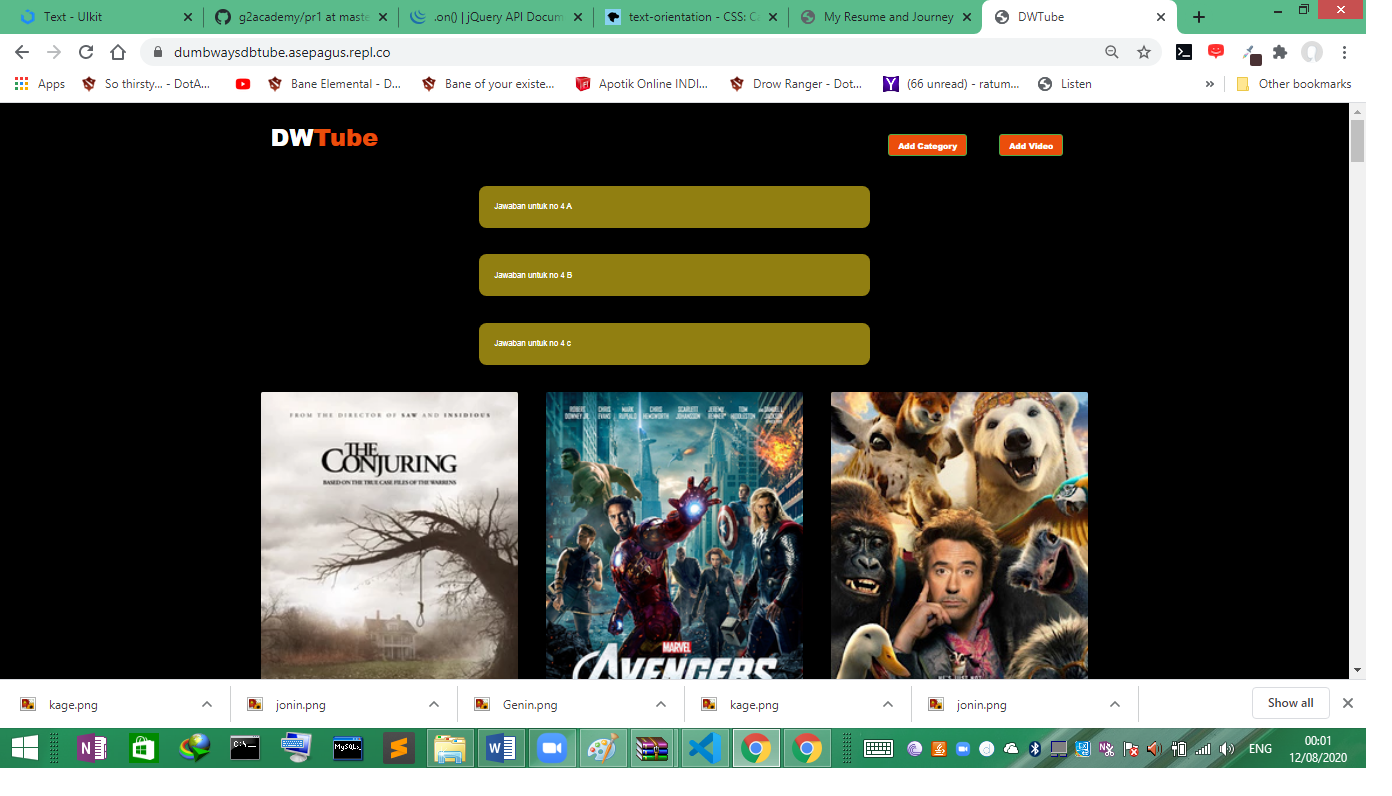 Text - UIkit
g2academy/pr1 at maste
.on() | jQuery API Docum
text-orientation - CSS: Ca
My Resume and Journey
DWTube
dumbwaysdbtube.asepagus.repl.co
Apps
So thirsty... - DotA...
Bane Elemental - D...
Bane of your existe...
Apotik Online INDI...
Drow Ranger - Dot...
(66 unread) - ratum...
Listen
»
Other bookmarks
DWTube
Add Category
Add Video
Jawaban untuk no 4 A
Jawaban untuk no 4 B
Jawaban untuk no 4 c
FROM THE DIRECTOR OF SAW AND INSIDIOUS
THE
CONJURING
BASED ON THE TRUE CASE FILES OF THE WARRENS
ROBERT DOWNEY JR.
CHRIS EVANS
MARK RUFFALO
CHRIS HEMSWORTH
SCARLETT JOHANSSON
JEREMY RENNER
TOM HIDDLESTON
SAMUEL L. JACKSON
MARVEL
AVENGERS
HE'S JUST NOT
kage.png
jonin.png
Genin.png
kage.png
jonin.png
Show all
C:\_
MySQL
ENG
00:01
12/08/2020